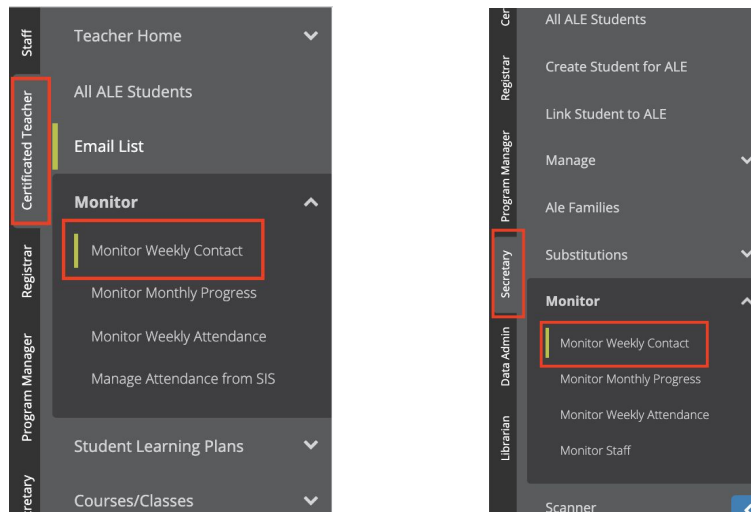 Staff
Certificated Teacher
Registrar
Program Manager
Teacher Home
All ALE Students
Email List
Monitor
Monitor Weekly Contact
Monitor Monthly Progress
Monitor Weekly Attendance
Manage Attendance from SIS
Student Learning Plans
Courses/Classes
Registrar
Program Manager
Secretary
Data Admin
Librarian
All ALE Students
Create Student for ALE
Link Student to ALE
Manage
Ale Families
Substitutions
Monitor
Monitor Weekly Contact
Monitor Monthly Progress
Monitor Weekly Attendance
Monitor Staff
Scanner